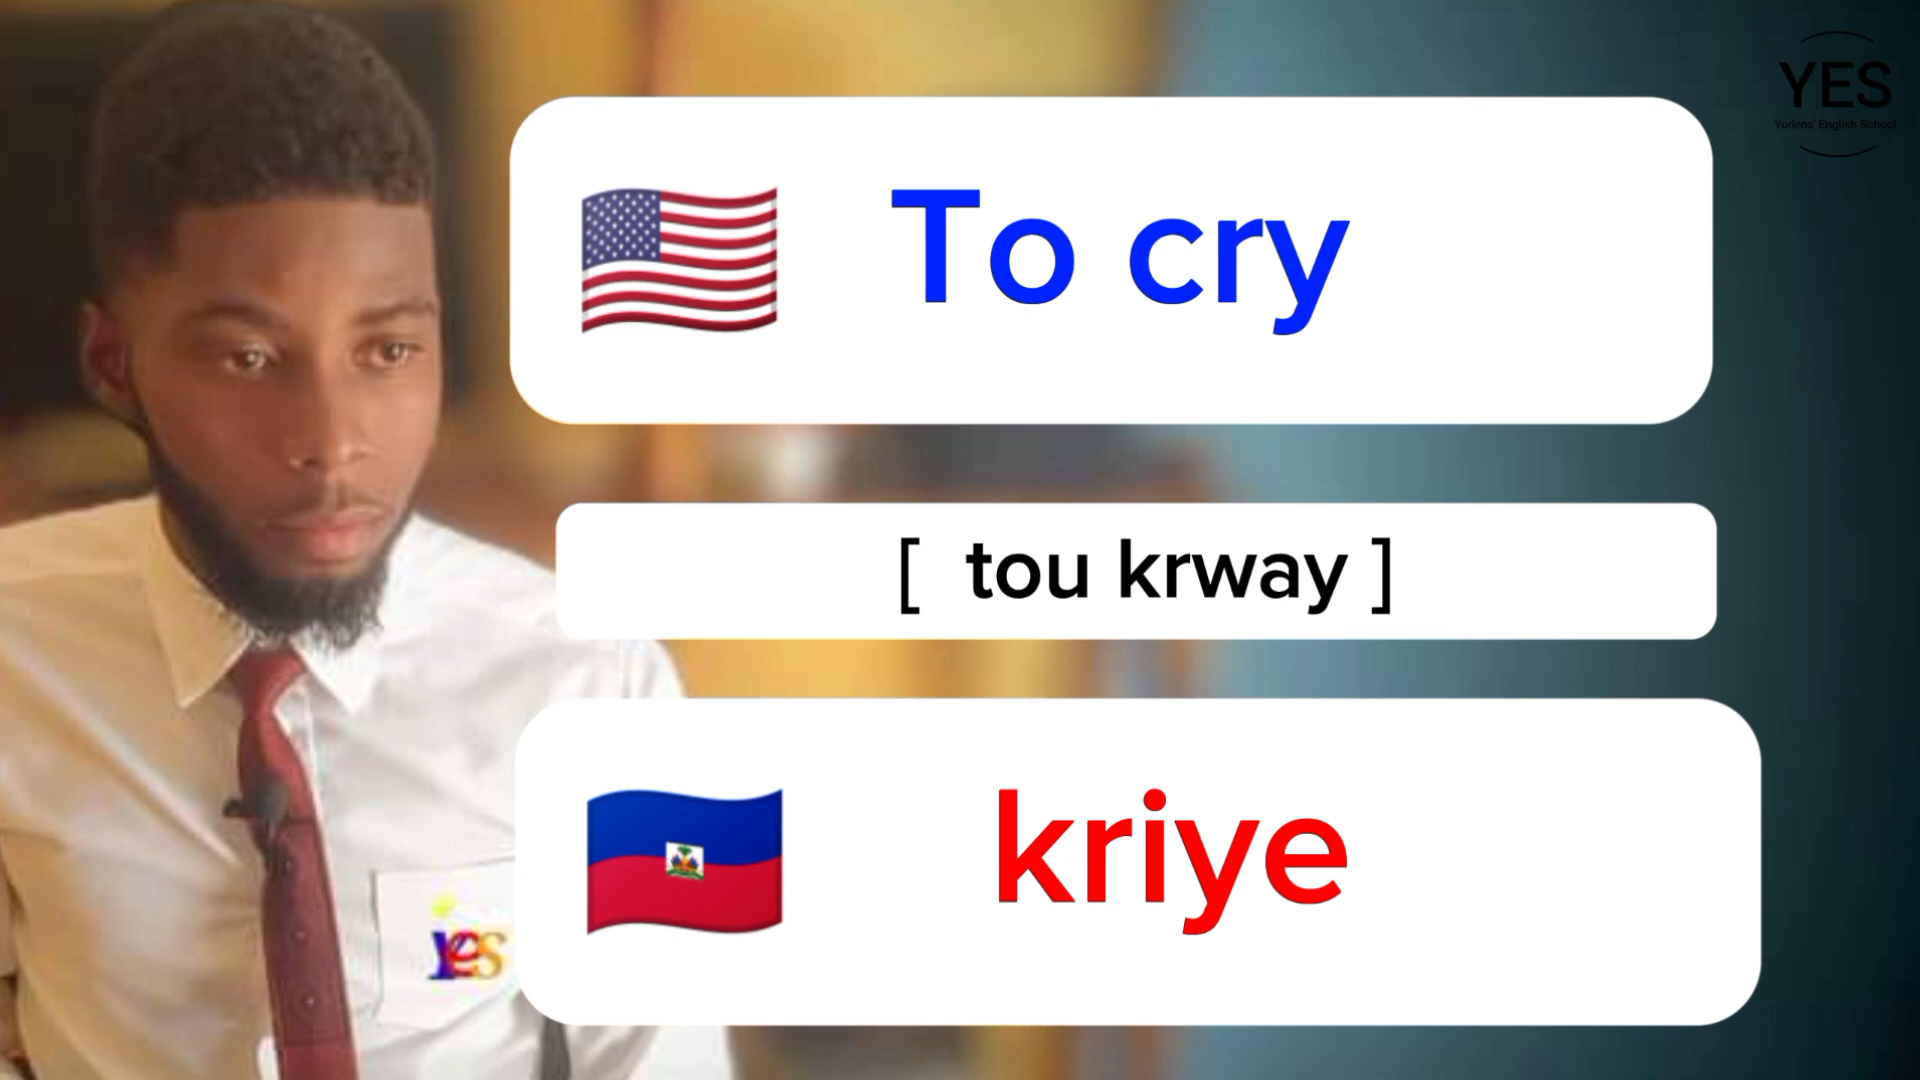 YES
Yorlens' English School
To cry
[ tou krway ]
kriye
yes